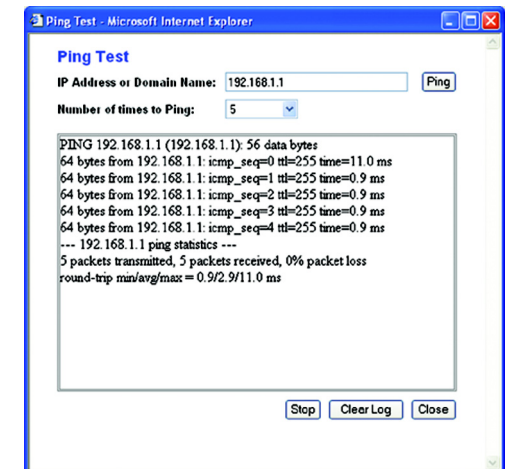 Ping Test - Microsoft Internet Explorer
Ping Test
IP Address or Domain Name: 192.168.1.1 Ping
Number of times to Ping: 5
PING 192.168.1.1 (192.168.1.1): 56 data bytes
64 bytes from 192.168.1.1: icmp_seq=0 ttl=255 time=11.0 ms
64 bytes from 192.168.1.1: icmp_seq=1 ttl=255 time=0.9 ms
64 bytes from 192.168.1.1: icmp_seq=2 ttl=255 time=0.9 ms
64 bytes from 192.168.1.1: icmp_seq=3 ttl=255 time=0.9 ms
64 bytes from 192.168.1.1: icmp_seq=4 ttl=255 time=0.9 ms
--- 192.168.1.1 ping statistics ---
5 packets transmitted, 5 packets received, 0% packet loss
round-trip min/avg/max = 0.9/2.9/11.0 ms
Stop Clear Log Close